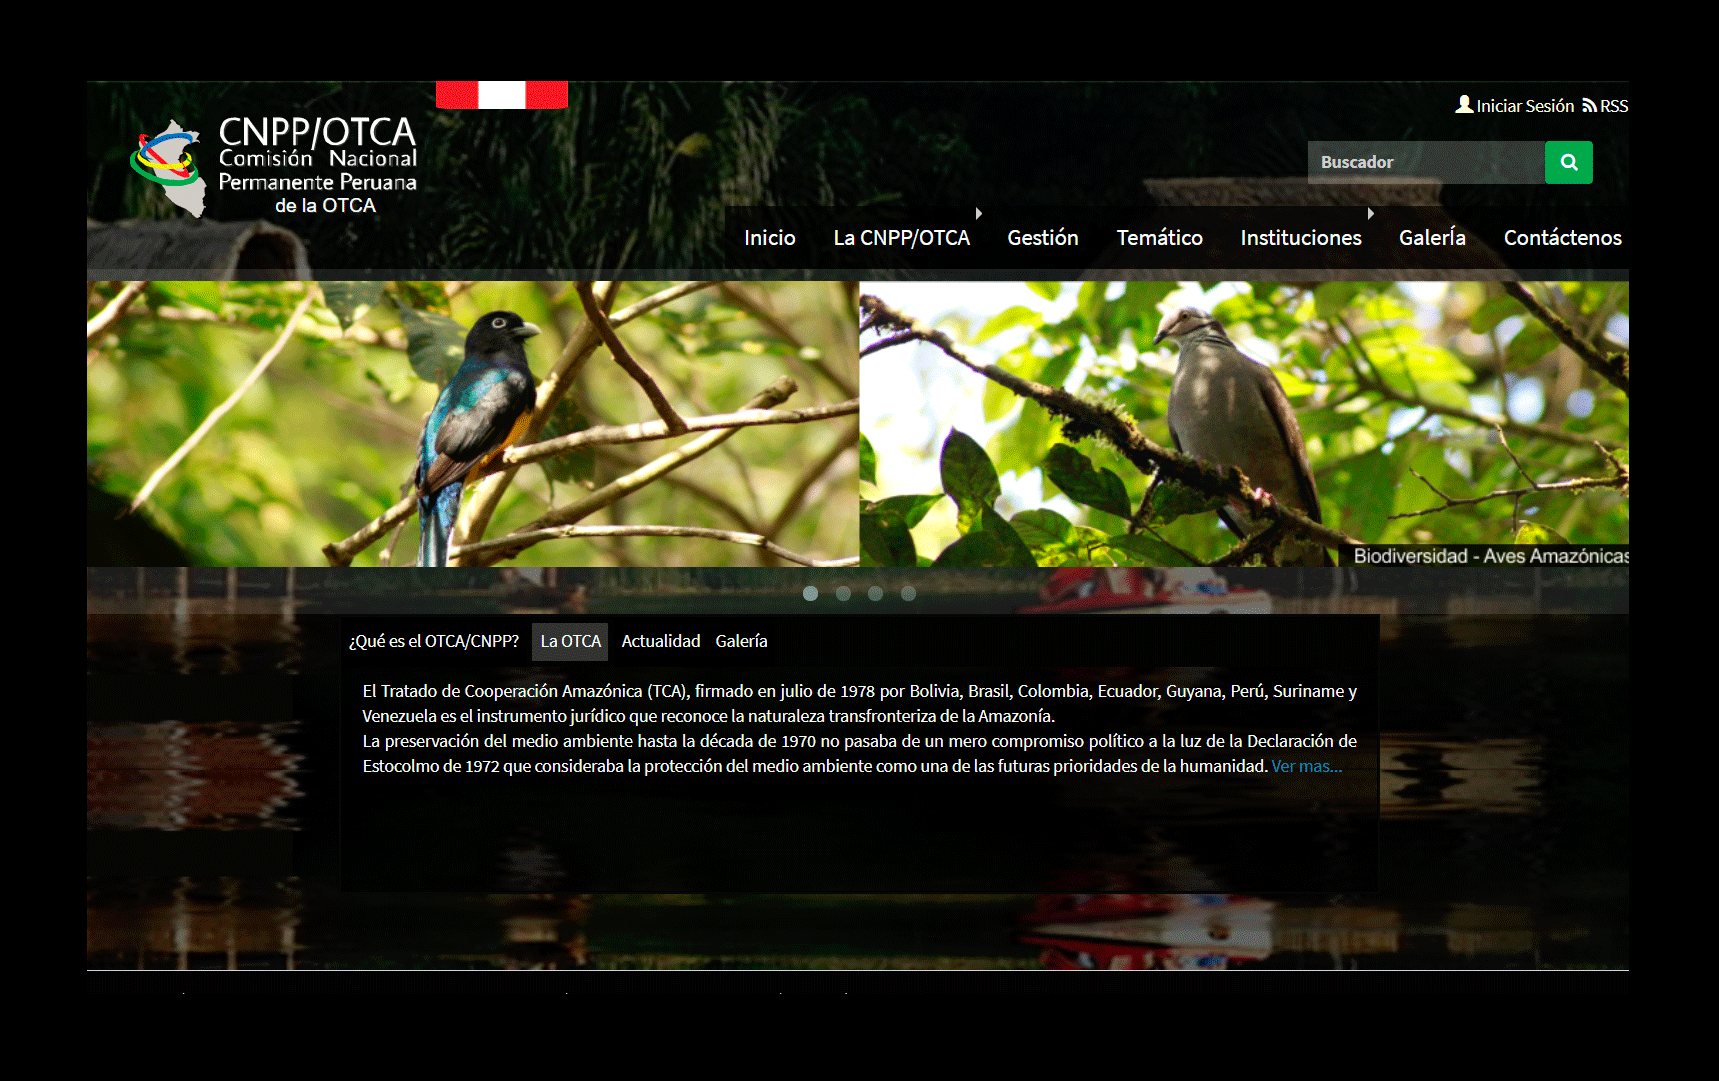 CNPP/OTCA
Comisión Nacional
Permanente Peruana
de la OTCA
Iniciar Sesión RSS
Buscador
Inicio La CNPP/OTCA Gestión Temático Instituciones GalerÍa Contáctenos
Biodiversidad - Aves Amazónicas
¿Qué es el OTCA/CNPP? La OTCA Actualidad Galería
El Tratado de Cooperación Amazónica (TCA), firmado en julio de 1978 por Bolivia, Brasil, Colombia, Ecuador, Guyana, Perú, Suriname y
Venezuela es el instrumento jurídico que reconoce la naturaleza transfronteriza de la Amazonía.
La preservación del medio ambiente hasta la década de 1970 no pasaba de un mero compromiso político a la luz de la Declaración de
Estocolmo de 1972 que consideraba la protección del medio ambiente como una de las futuras prioridades de la humanidad. Ver mas...